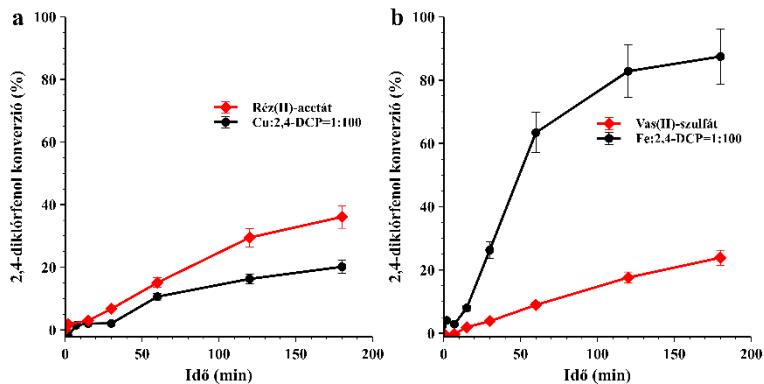 a
100
80
60
40
20
0
2,4-diklórfenol konverzió (%)
Réz(II)-acetát
Cu:2,4-DCP=1:100
0 50 100 150 200
Idő (min)
b
100
80
60
40
20
0
2,4-diklórfenol konverzió (%)
Vas(II)-szulfát
Fe:2,4-DCP=1:100
0 50 100 150 200
Idő (min)